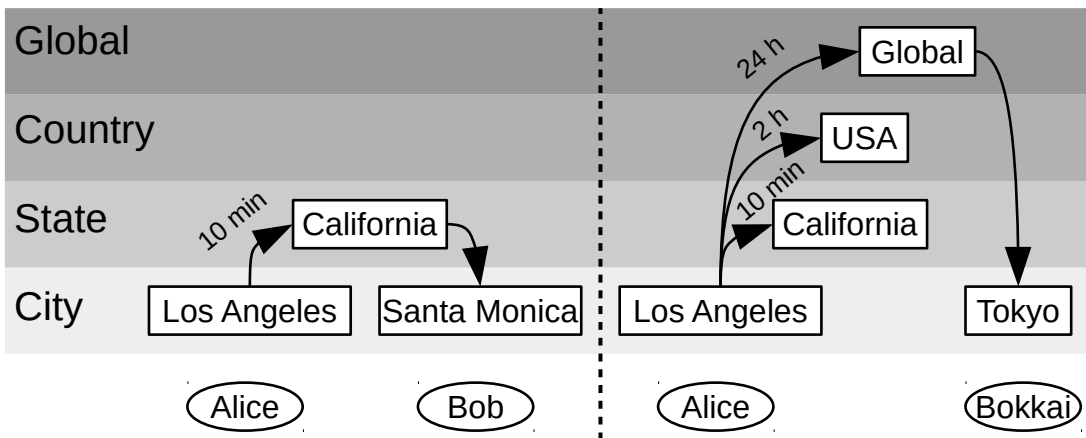 Global
24 h
Global
Country
2 h
USA
State
10 min
California
10 min
California
City
Los Angeles
Santa Monica
Los Angeles
Tokyo
Alice
Bob
Alice
Bokkai